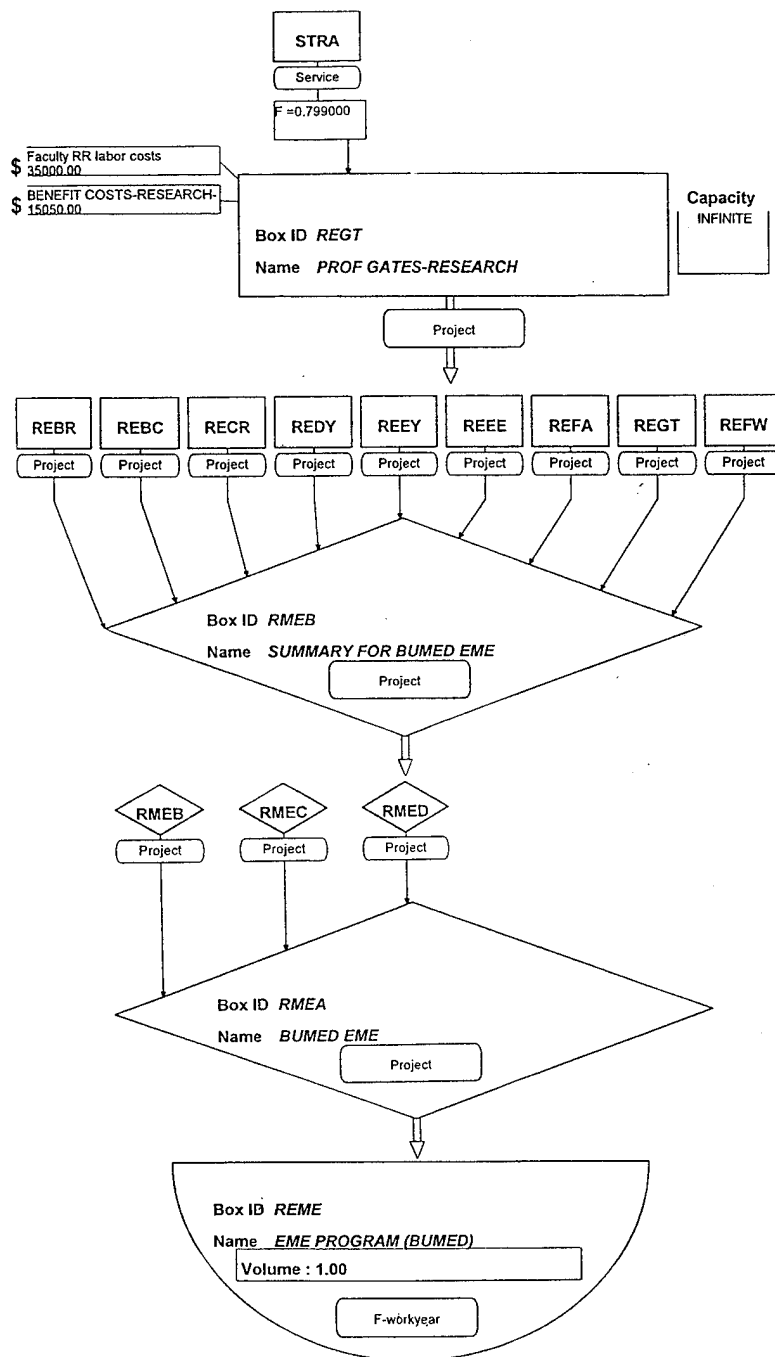 STRA
Service
F =0.799000
$ Faculty RR labor costs
35000.00
$ BENEFIT COSTS-RESEARCH-
15050.00
Capacity
INFINITE
Box ID REGT
Name PROF GATES-RESEARCH
Project
REBR REBC RECR REDY REEY REEE REFA REGT REFW
Project Project Project Project Project Project Project Project Project
Box ID RMEB
Name SUMMARY FOR BUMED EME
Project
RMEB RMEC RMED
Project Project Project
Box ID RMEA
Name BUMED EME
Project
Box ID REME
Name EME PROGRAM (BUMED)
Volume : 1.00
F-workyear